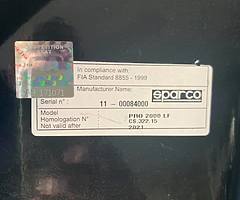 In compliance with
FIA Standard 8855 - 1999
Manufacturer Name:
sparco
Serial n° : 11 - 00084000
Model PRO 2000 LF
Homologation N° CS.322.15
Not valid after 2021
171071